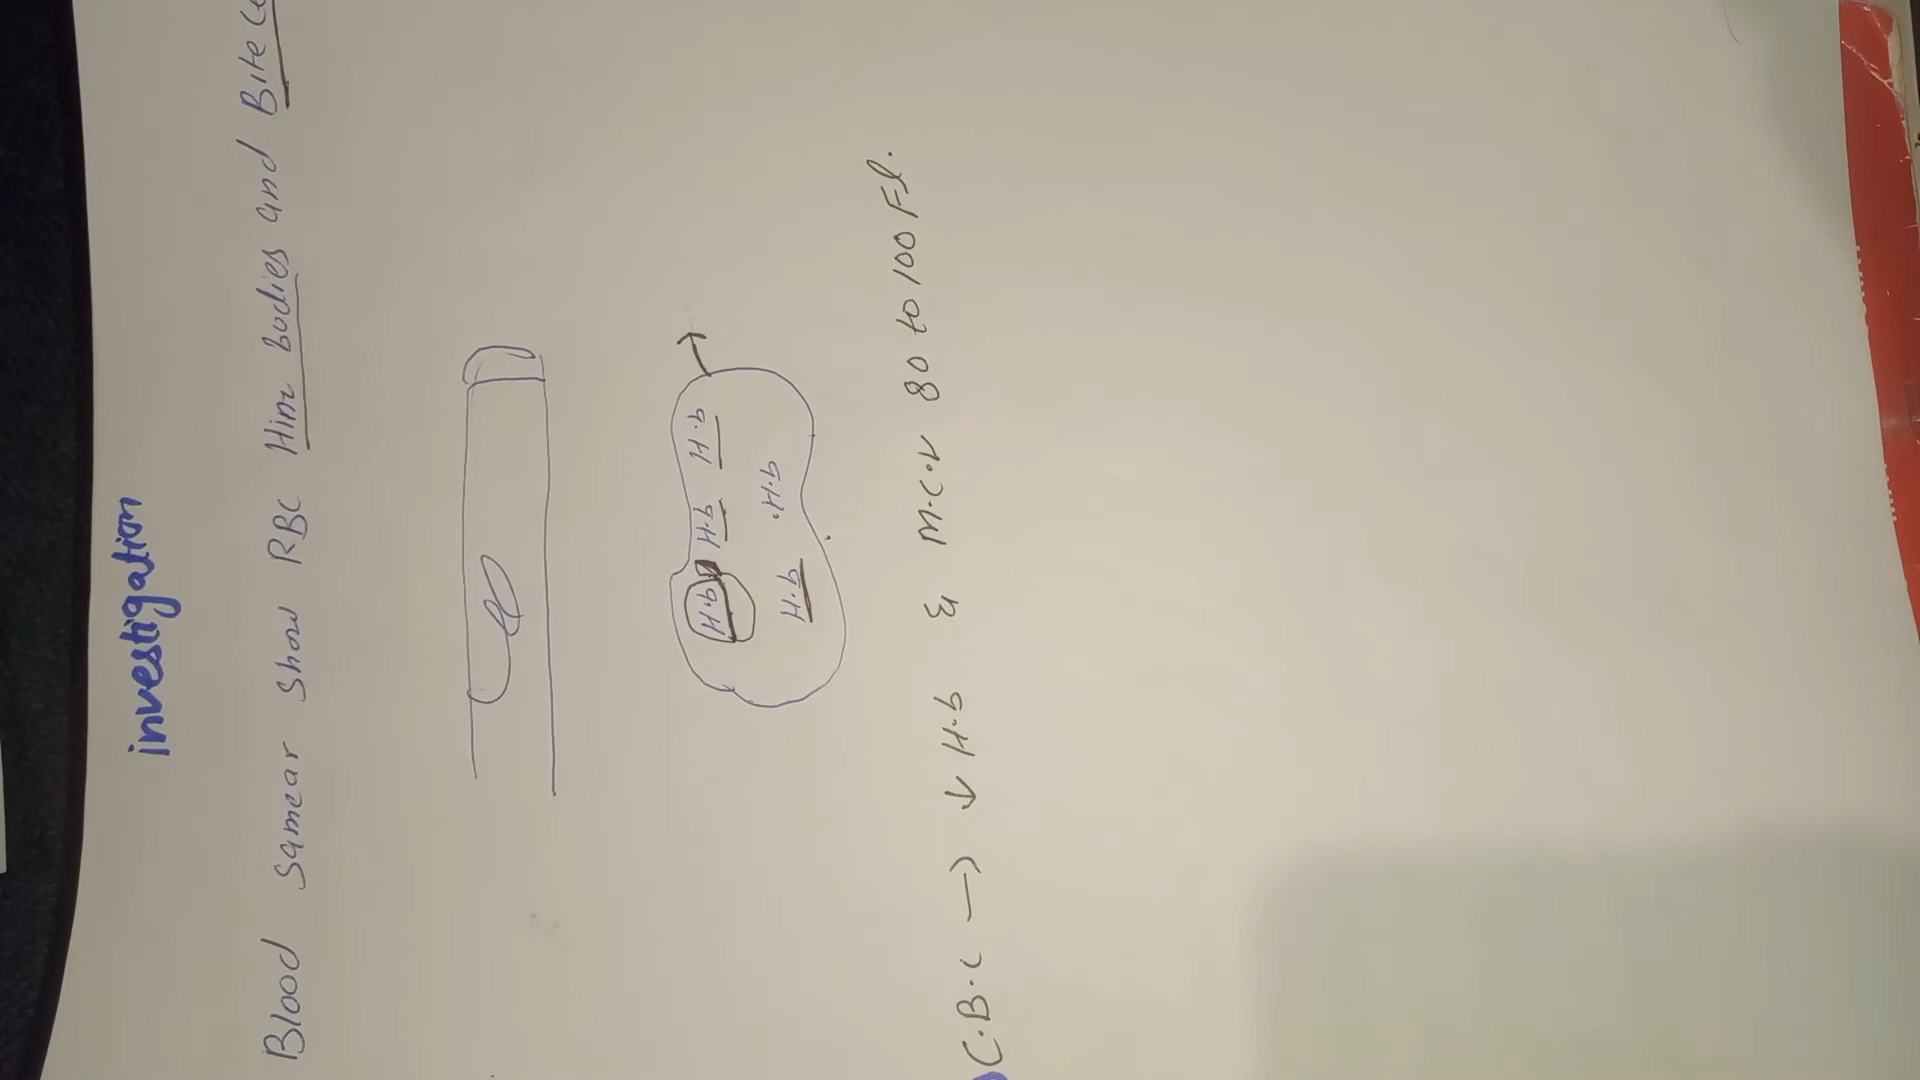 investigation
Blood Samear Show RBC Hinz bodies and Bite
H.b H.b H.b
H.b .H.b
C.B.C → ↓ H.b & M.C.V 80 to 100 Fl.